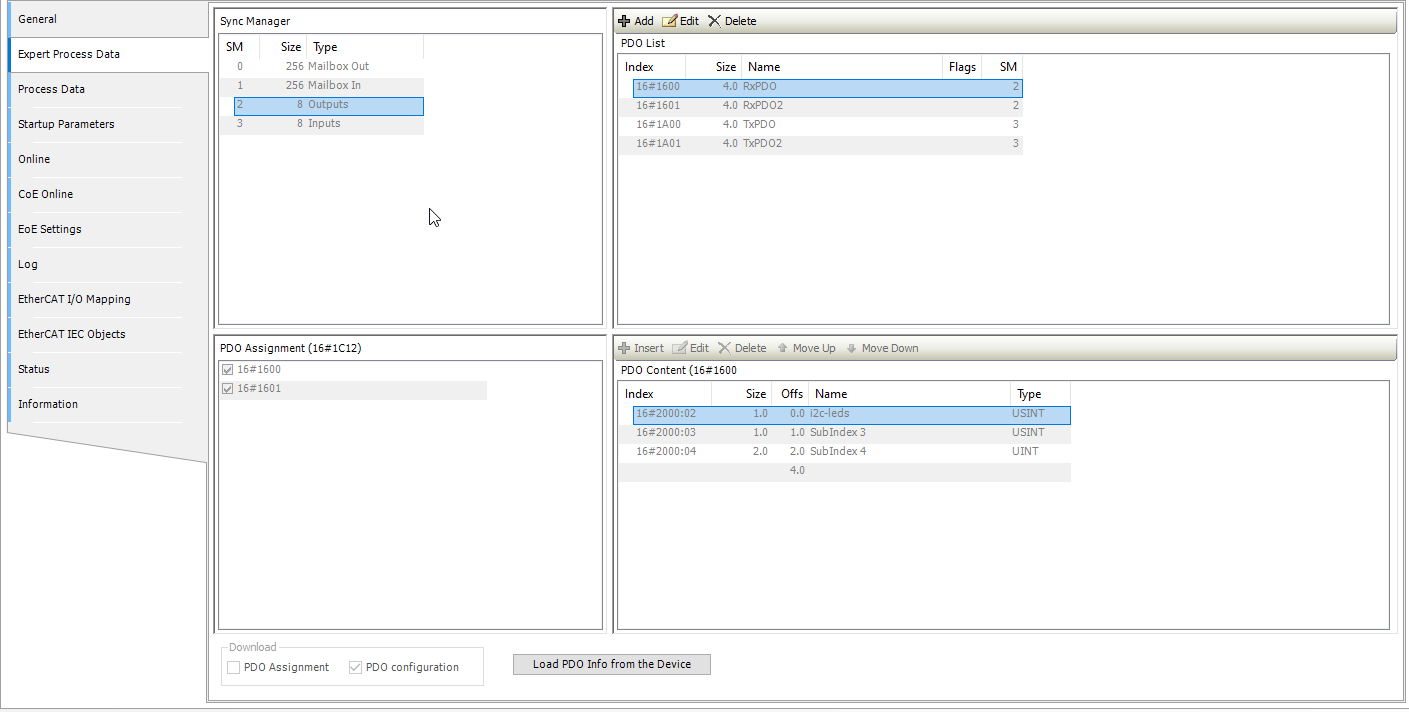 General
Expert Process Data
Process Data
Startup Parameters
Online
CoE Online
EoE Settings
Log
EtherCAT I/O Mapping
EtherCAT IEC Objects
Status
Information
Sync Manager
SM Size Type
0 256 Mailbox Out
1 256 Mailbox In
2 8 Outputs
3 8 Inputs
Add Edit Delete
PDO List
Index Size Name Flags SM
16#1600 4.0 RxPDO 2
16#1601 4.0 RxPDO2 2
16#1A00 4.0 TxPDO 3
16#1A01 4.0 TxPDO2 3
PDO Assignment (16#1C12)
16#1600
16#1601
Insert Edit Delete Move Up Move Down
PDO Content (16#1600
Index Size Offs Name Type
16#2000:02 1.0 0.0 i2c-leds USINT
16#2000:03 1.0 1.0 SubIndex 3 USINT
16#2000:04 2.0 2.0 SubIndex 4 UINT
4.0
Download
PDO Assignment PDO configuration
Load PDO Info from the Device